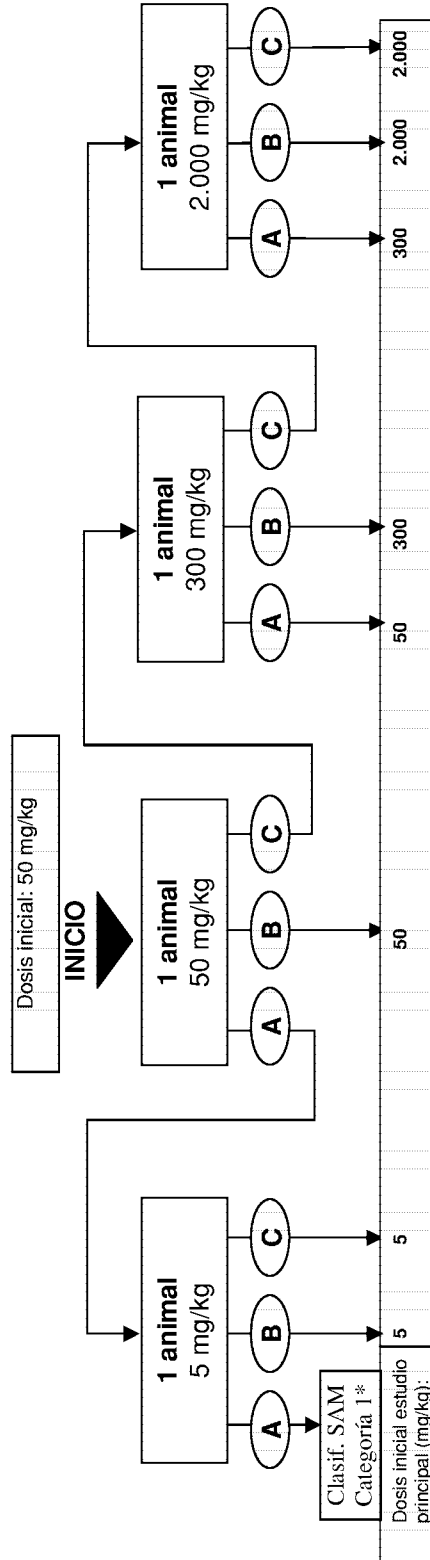 Dosis inicial: 50 mg/kg
INICIO
1 animal
5 mg/kg
1 animal
50 mg/kg
1 animal
300 mg/kg
1 animal
2.000 mg/kg
A
B
C
A
B
C
A
B
C
A
B
C
Clasif. SAM
Categoría 1*
Dosis inicial estudio
principal (mg/kg):
5
5
50
50
300
300
2.000
2.000